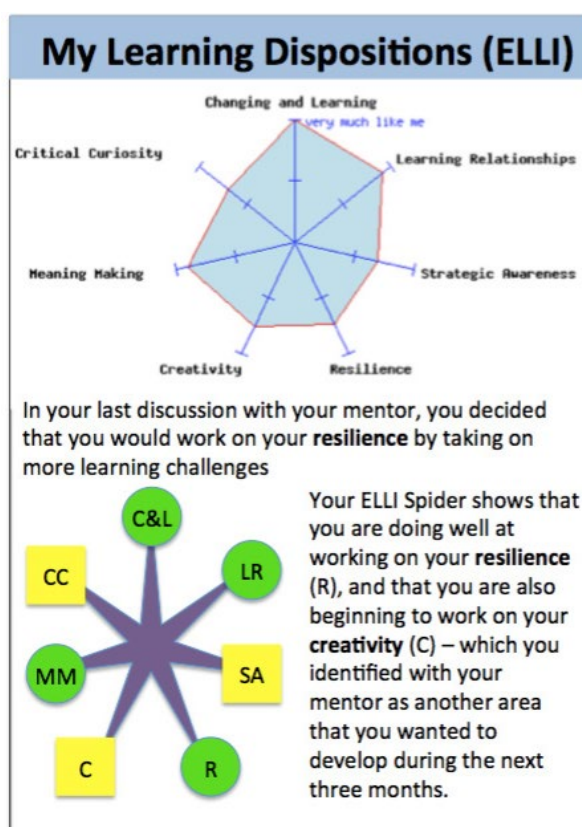 My Learning Dispositions (ELLI)
Changing and Learning
very much like me
Critical Curiosity
Learning Relationships
Meaning Making
Strategic Awareness
Creativity
Resilience
In your last discussion with your mentor, you decided
that you would work on your resilience by taking on
more learning challenges
C&L
CC
LR
MM
SA
C
R
Your ELLI Spider shows that
you are doing well at
working on your resilience
(R), and that you are also
beginning to work on your
creativity (C) – which you
identified with your
mentor as another area
that you wanted to
develop during the next
three months.